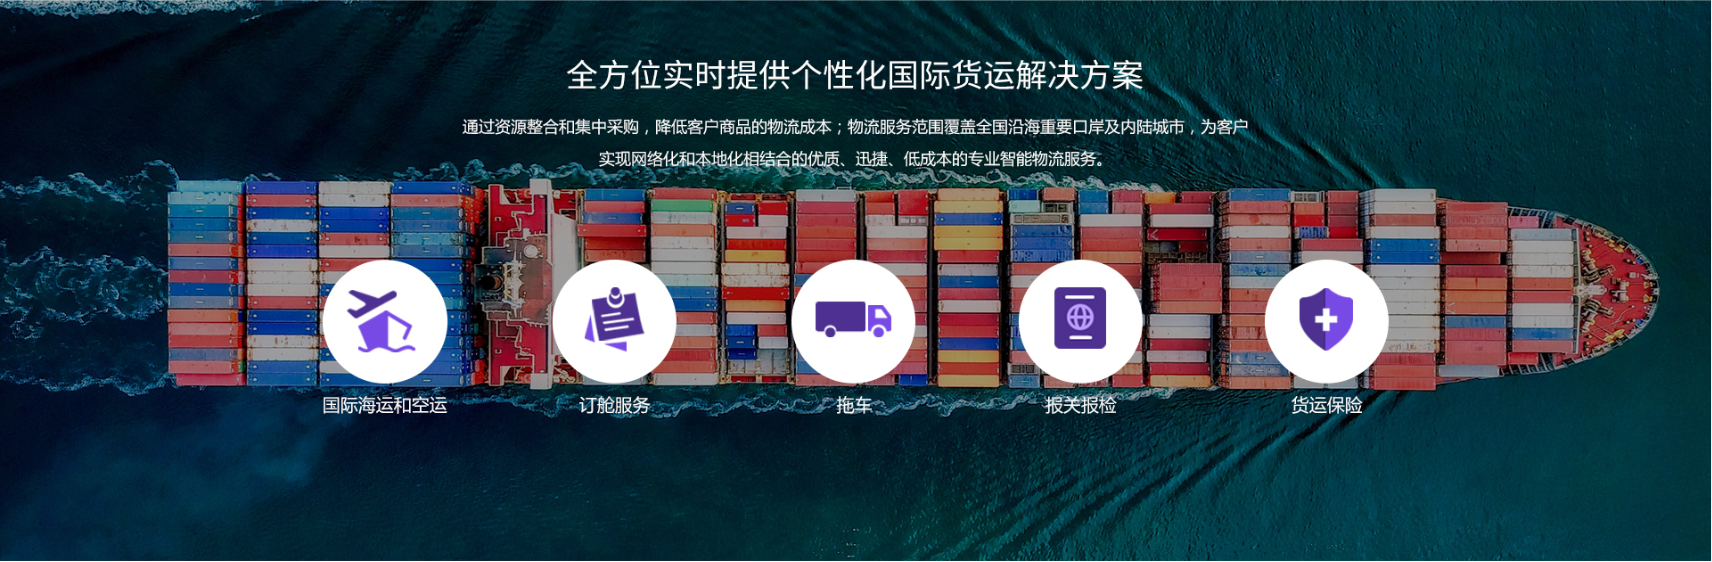 全方位实时提供个性化国际货运解决方案
通过资源整合和集中采购，降低客户商品的物流成本；物流服务范围覆盖全国沿海重要口岸及内陆城市，为客户
实现网络化和本地化相结合的优质、迅捷、低成本的专业智能物流服务。
国际海运和空运
订舱服务
拖车
报关报检
货运保险